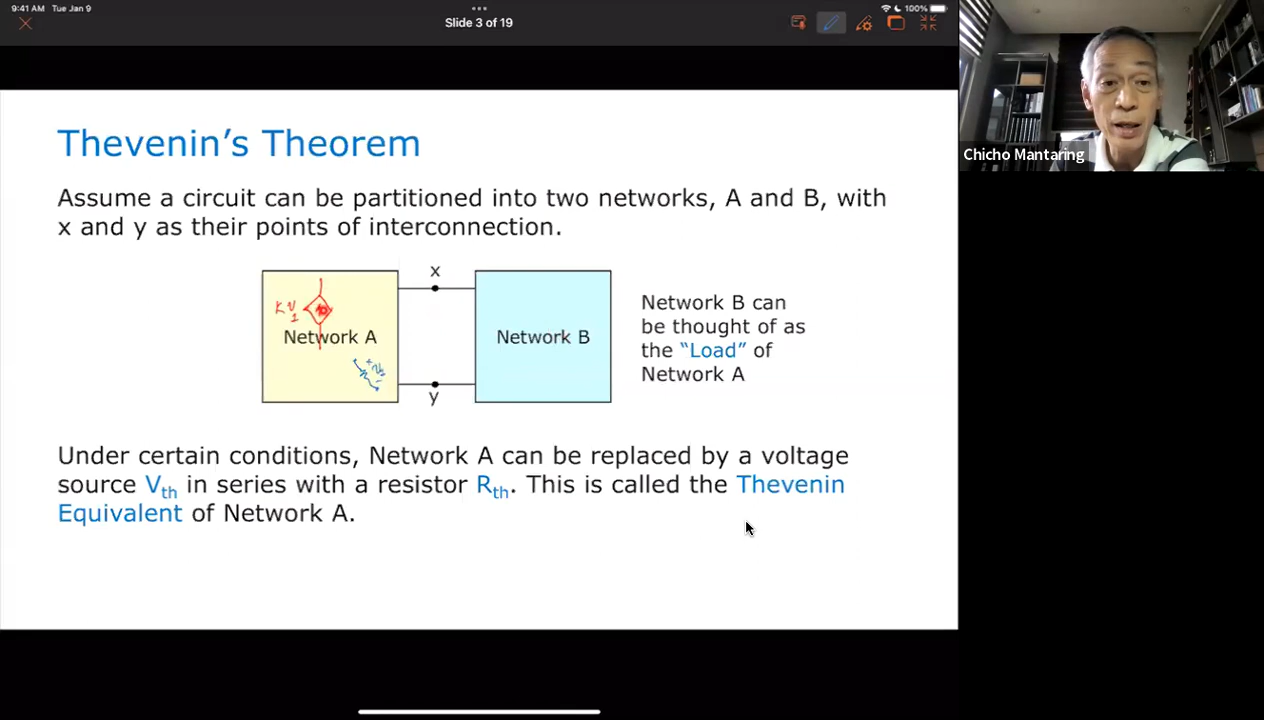 9:41 AM Tue Jan 9
100%
Slide 3 of 19
Chicho Mantaring
Thevenin's Theorem
Assume a circuit can be partitioned into two networks, A and B, with
x and y as their points of interconnection.
x
KV1
Network A
Network B
y
Network B can
be thought of as
the “Load” of
Network A
Under certain conditions, Network A can be replaced by a voltage
source Vth in series with a resistor Rth. This is called the Thevenin
Equivalent of Network A.